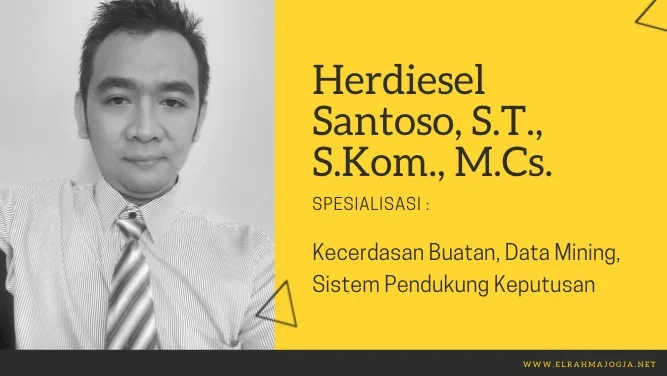 Herdiesel
Santoso, S.T.,
S.Kom., M.Cs.
SPESIALISASI :
Kecerdasan Buatan, Data Mining,
Sistem Pendukung Keputusan
WWW.ELRAHMAJOGJA.NET